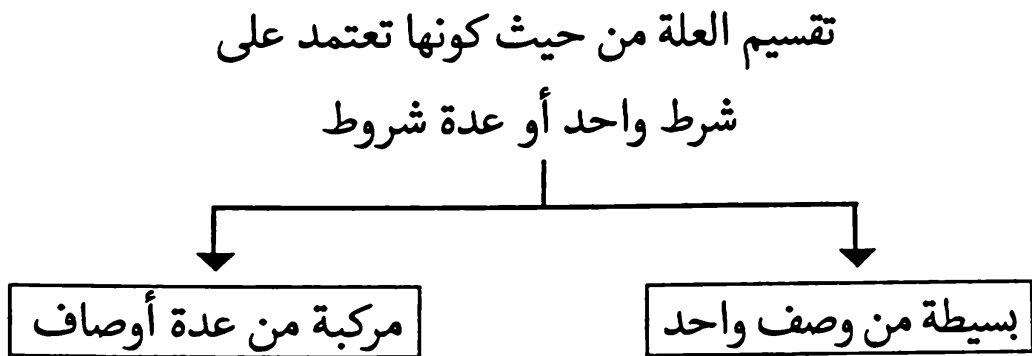 تقسيم العلة من حيث كونها تعتمد على
شرط واحد أو عدة شروط
بسيطة من وصف واحد
مركبة من عدة أوصاف